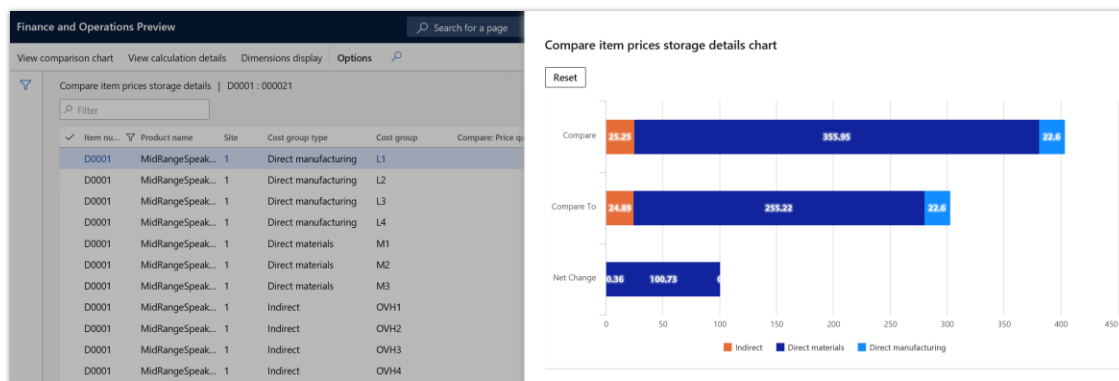 Finance and Operations Preview
Search for a page
View comparison chart View calculation details Dimensions display Options
Compare item prices storage details | D0001 : 000021
Filter
Item nu... Product name Site Cost group type Cost group Compare: Price qu
D0001 MidRangeSpeak... 1 Direct manufacturing L1
D0001 MidRangeSpeak... 1 Direct manufacturing L2
D0001 MidRangeSpeak... 1 Direct manufacturing L3
D0001 MidRangeSpeak... 1 Direct manufacturing L4
D0001 MidRangeSpeak... 1 Direct materials M1
D0001 MidRangeSpeak... 1 Direct materials M2
D0001 MidRangeSpeak... 1 Direct materials M3
D0001 MidRangeSpeak... 1 Indirect OVH1
D0001 MidRangeSpeak... 1 Indirect OVH2
D0001 MidRangeSpeak... 1 Indirect OVH3
D0001 MidRangeSpeak... 1 Indirect OVH4
Compare item prices storage details chart
Reset
Compare 25.25 355.95 22.6
Compare To 24.89 255.22 22.6
Net Change 0.36 100.73
0 50 100 150 200 250 300 350 400 450
Indirect Direct materials Direct manufacturing